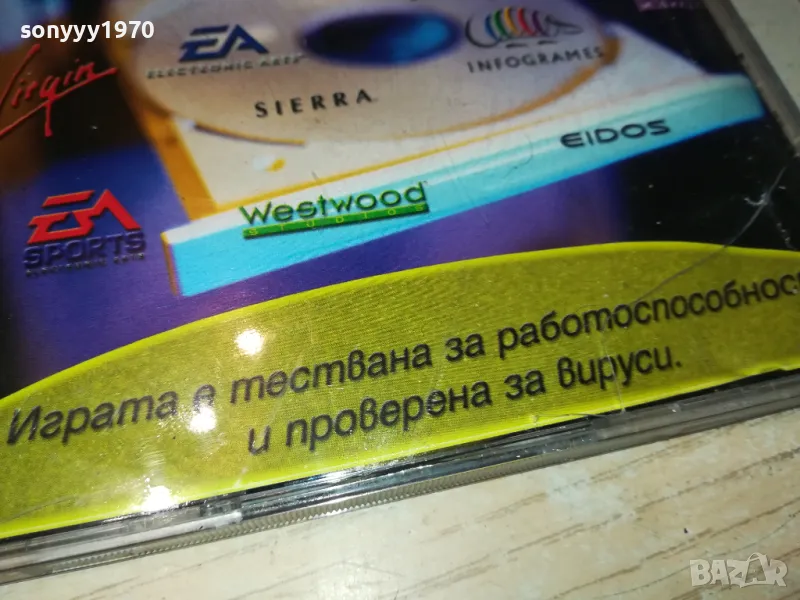 sonyyy1970
Virgin
EA
ELECTRONIC ARTS
INFOGRAMES
SIERRA
EIDOS
Westwood
STUDIOS
EA
SPORTS
Играта е тествана за работоспособнос
и проверена за вируси.
BAZAR